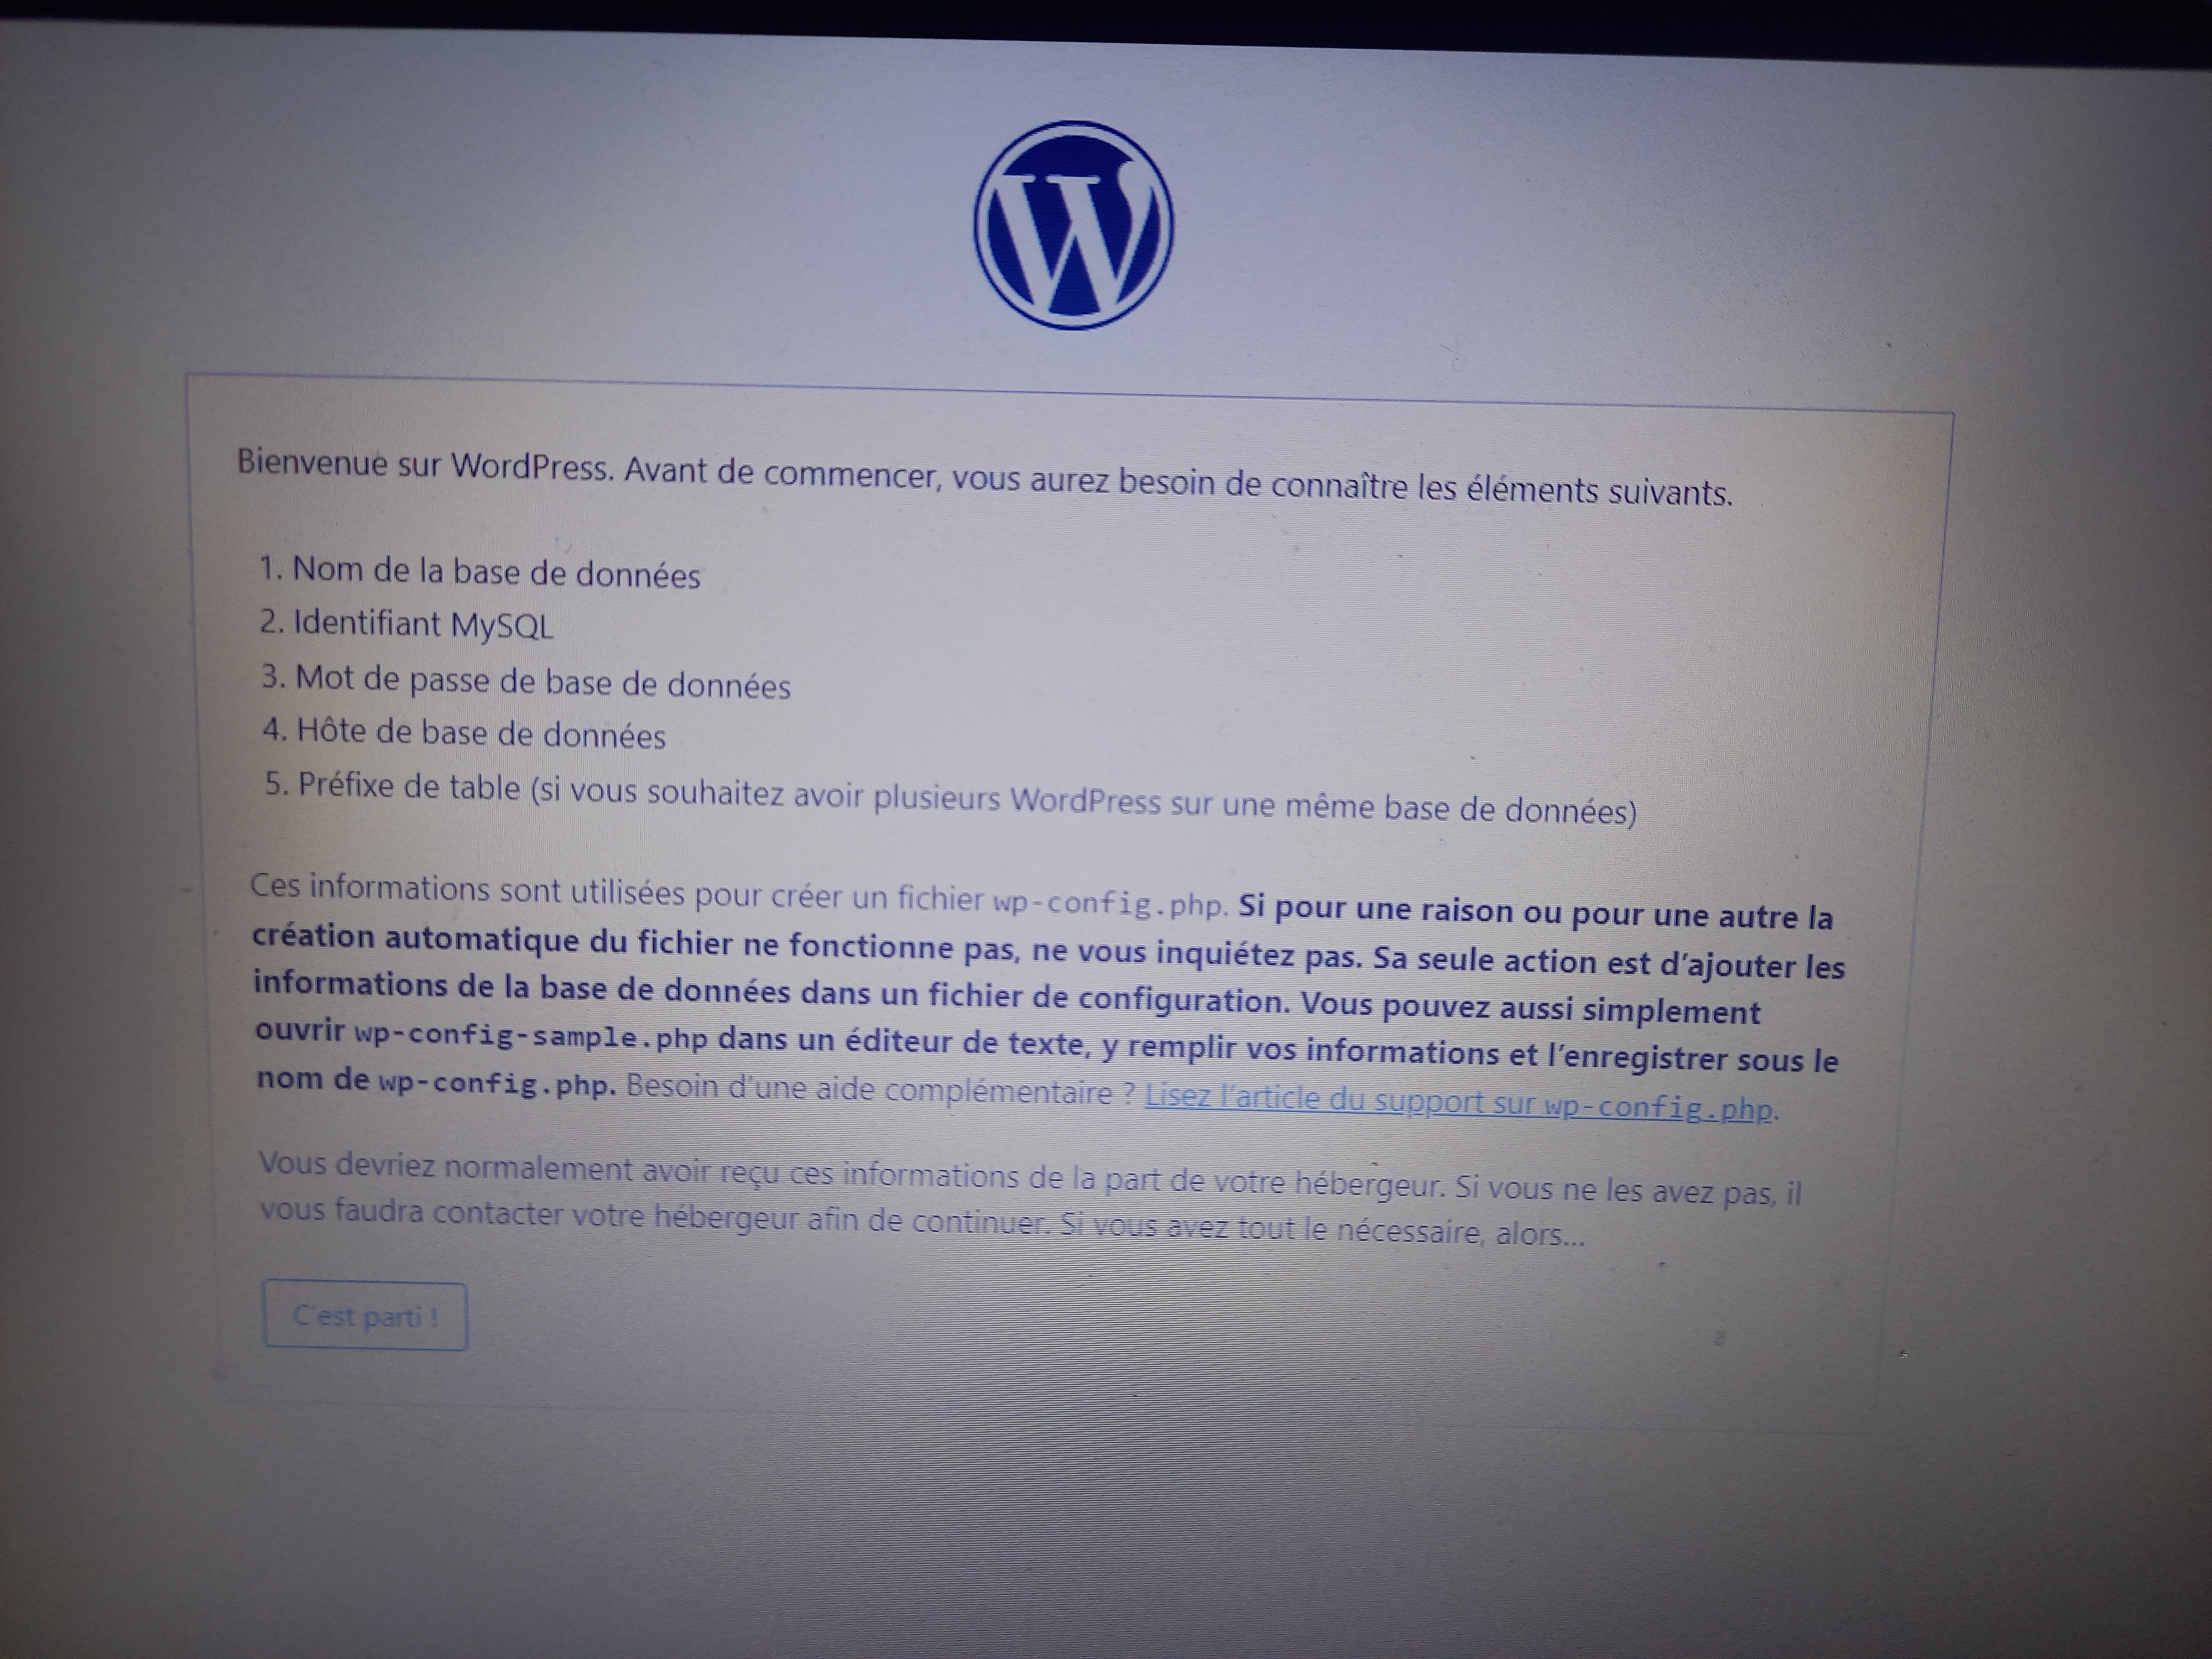 Bienvenue sur WordPress. Avant de commencer, vous aurez besoin de connaître les éléments suivants.
1. Nom de la base de données
2. Identifiant MySQL
3. Mot de passe de base de données
4. Hôte de base de données
5. Préfixe de table (si vous souhaitez avoir plusieurs WordPress sur une même base de données)
Ces informations sont utilisées pour créer un fichier wp-config.php. Si pour une raison ou pour une autre la
création automatique du fichier ne fonctionne pas, ne vous inquiétez pas. Sa seule action est d’ajouter les
informations de la base de données dans un fichier de configuration. Vous pouvez aussi simplement
ouvrir wp-config-sample.php dans un éditeur de texte, y remplir vos informations et l’enregistrer sous le
nom de wp-config.php. Besoin d’une aide complémentaire ? Lisez l’article du support sur wp-config.php.
Vous devriez normalement avoir reçu ces informations de la part de votre hébergeur. Si vous ne les avez pas, il
vous faudra contacter votre hébergeur afin de continuer. Si vous avez tout le nécessaire, alors…
C’est parti !